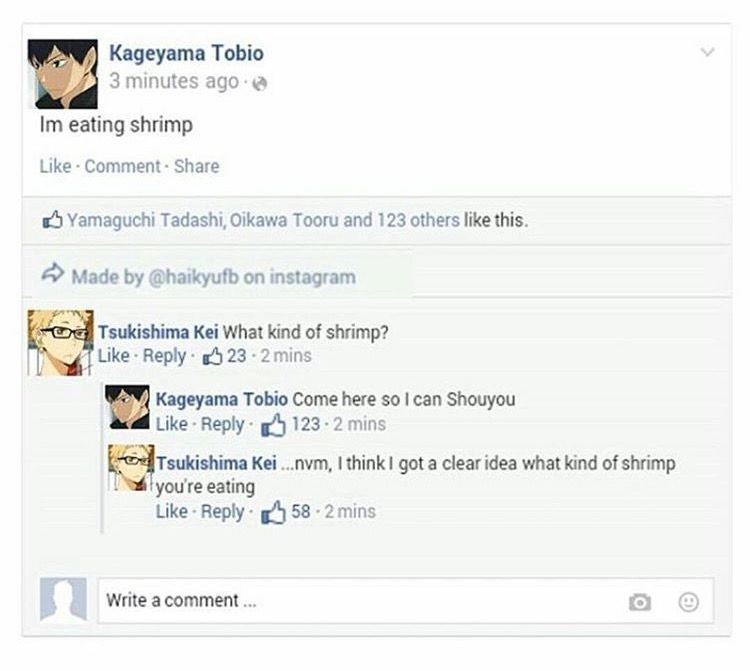 Kageyama Tobio
3 minutes ago ·
Im eating shrimp
Like · Comment · Share
Yamaguchi Tadashi, Oikawa Tooru and 123 others like this.
Made by @haikyufb on instagram
Tsukishima Kei What kind of shrimp?
Like · Reply · 23 · 2 mins
Kageyama Tobio Come here so I can Shouyou
Like · Reply · 123 · 2 mins
Tsukishima Kei ...nvm, I think I got a clear idea what kind of shrimp
you're eating
Like · Reply · 58 · 2 mins
Write a comment ...